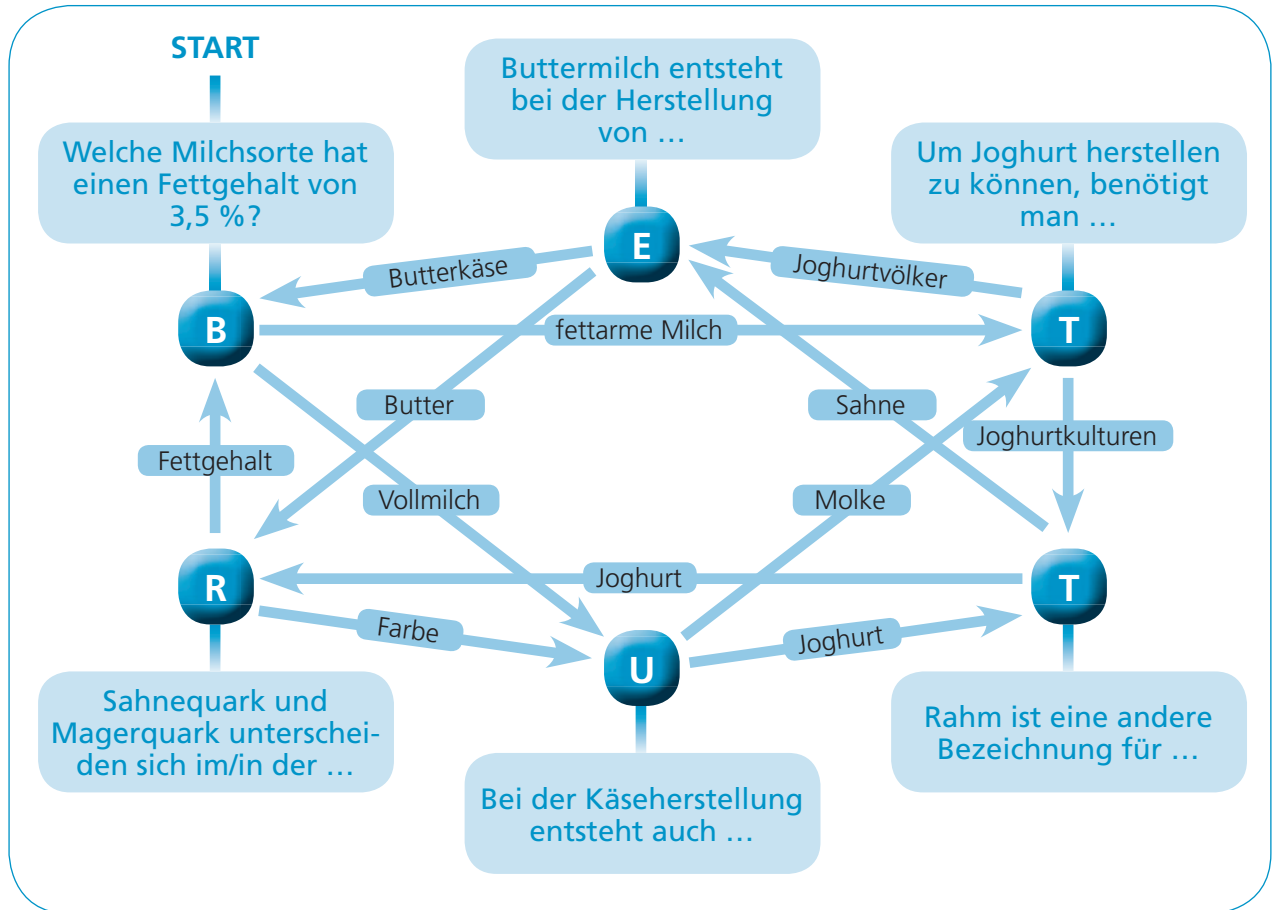 START
Welche Milchsorte hat
einen Fettgehalt von
3,5 %?
Buttermilch entsteht
bei der Herstellung
von …
Um Joghurt herstellen
zu können, benötigt
man …
E
Butterkäse
Joghurtvölker
B
fettarme Milch
T
Butter
Sahne
Fettgehalt
Joghurtkulturen
Vollmilch
Molke
R
Joghurt
T
Farbe
U
Joghurt
Sahnequark und
Magerquark unterschei-
den sich im/in der …
Bei der Käseherstellung
entsteht auch …
Rahm ist eine andere
Bezeichnung für …